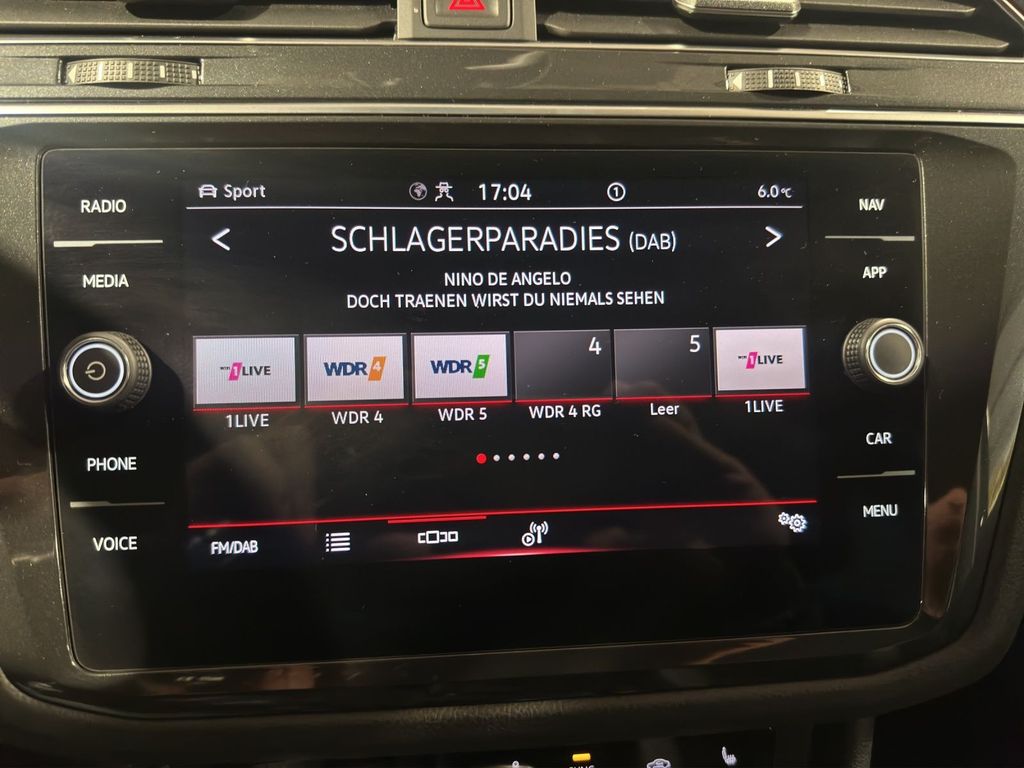 RADIO
MEDIA
PHONE
VOICE
Sport
17:04
1
6.0°C
< SCHLAGERPARADIES (DAB) >
NINO DE ANGELO
DOCH TRAENEN WIRST DU NIEMALS SEHEN
1LIVE
WDR 4
WDR 5
4
5
1LIVE
1LIVE
WDR 4
WDR 5
WDR 4 RG
Leer
1LIVE
FM/DAB
NAV
APP
CAR
MENU